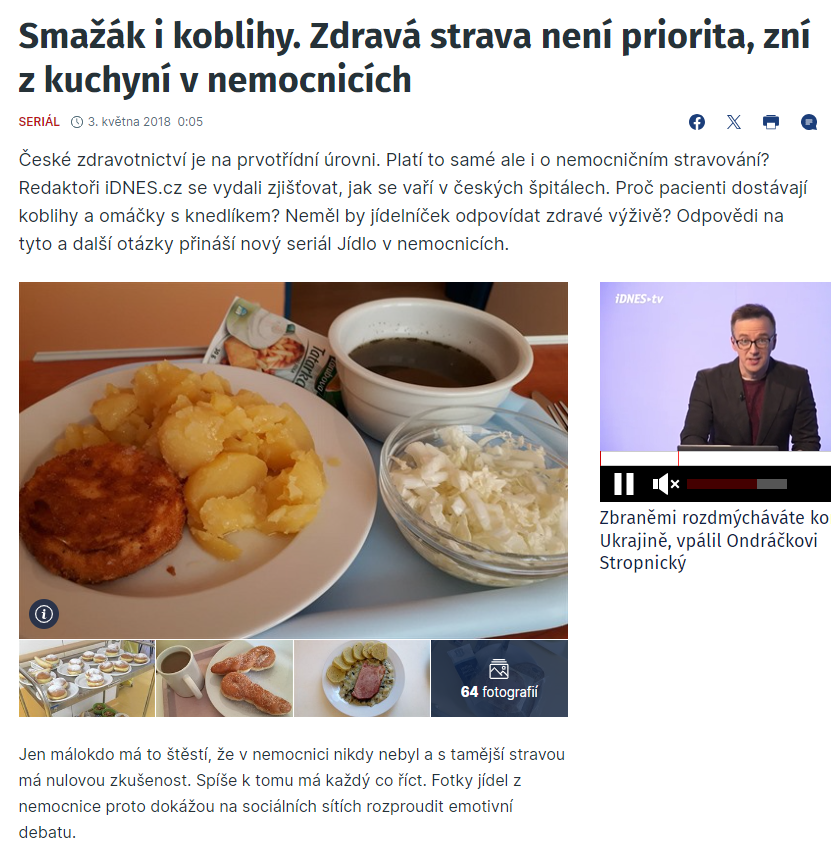 Smažák i koblihy. Zdravá strava není priorita, zní
z kuchyní v nemocnicích
SERIÁL 3. května 2018 0:05
České zdravotnictví je na prvotřídní úrovni. Platí to samé ale i o nemocničním stravování?
Redaktoři iDNES.cz se vydali zjišťovat, jak se vaří v českých špitálech. Proč pacienti dostávají
koblihy a omáčky s knedlíkem? Neměl by jídelníček odpovídat zdravé výživě? Odpovědi na
tyto a další otázky přináší nový seriál Jídlo v nemocnicích.
Tatarka
iDNES•tv
Zbraněmi rozdmýcháváte ko
Ukrajině, vpálil Ondráčkovi
Stropnický
64 fotografií
Jen málokdo má to štěstí, že v nemocnici nikdy nebyl a s tamější stravou
má nulovou zkušenost. Spíše k tomu má každý co říct. Fotky jídel z
nemocnice proto dokážou na sociálních sítích rozproudit emotivní
debatu.